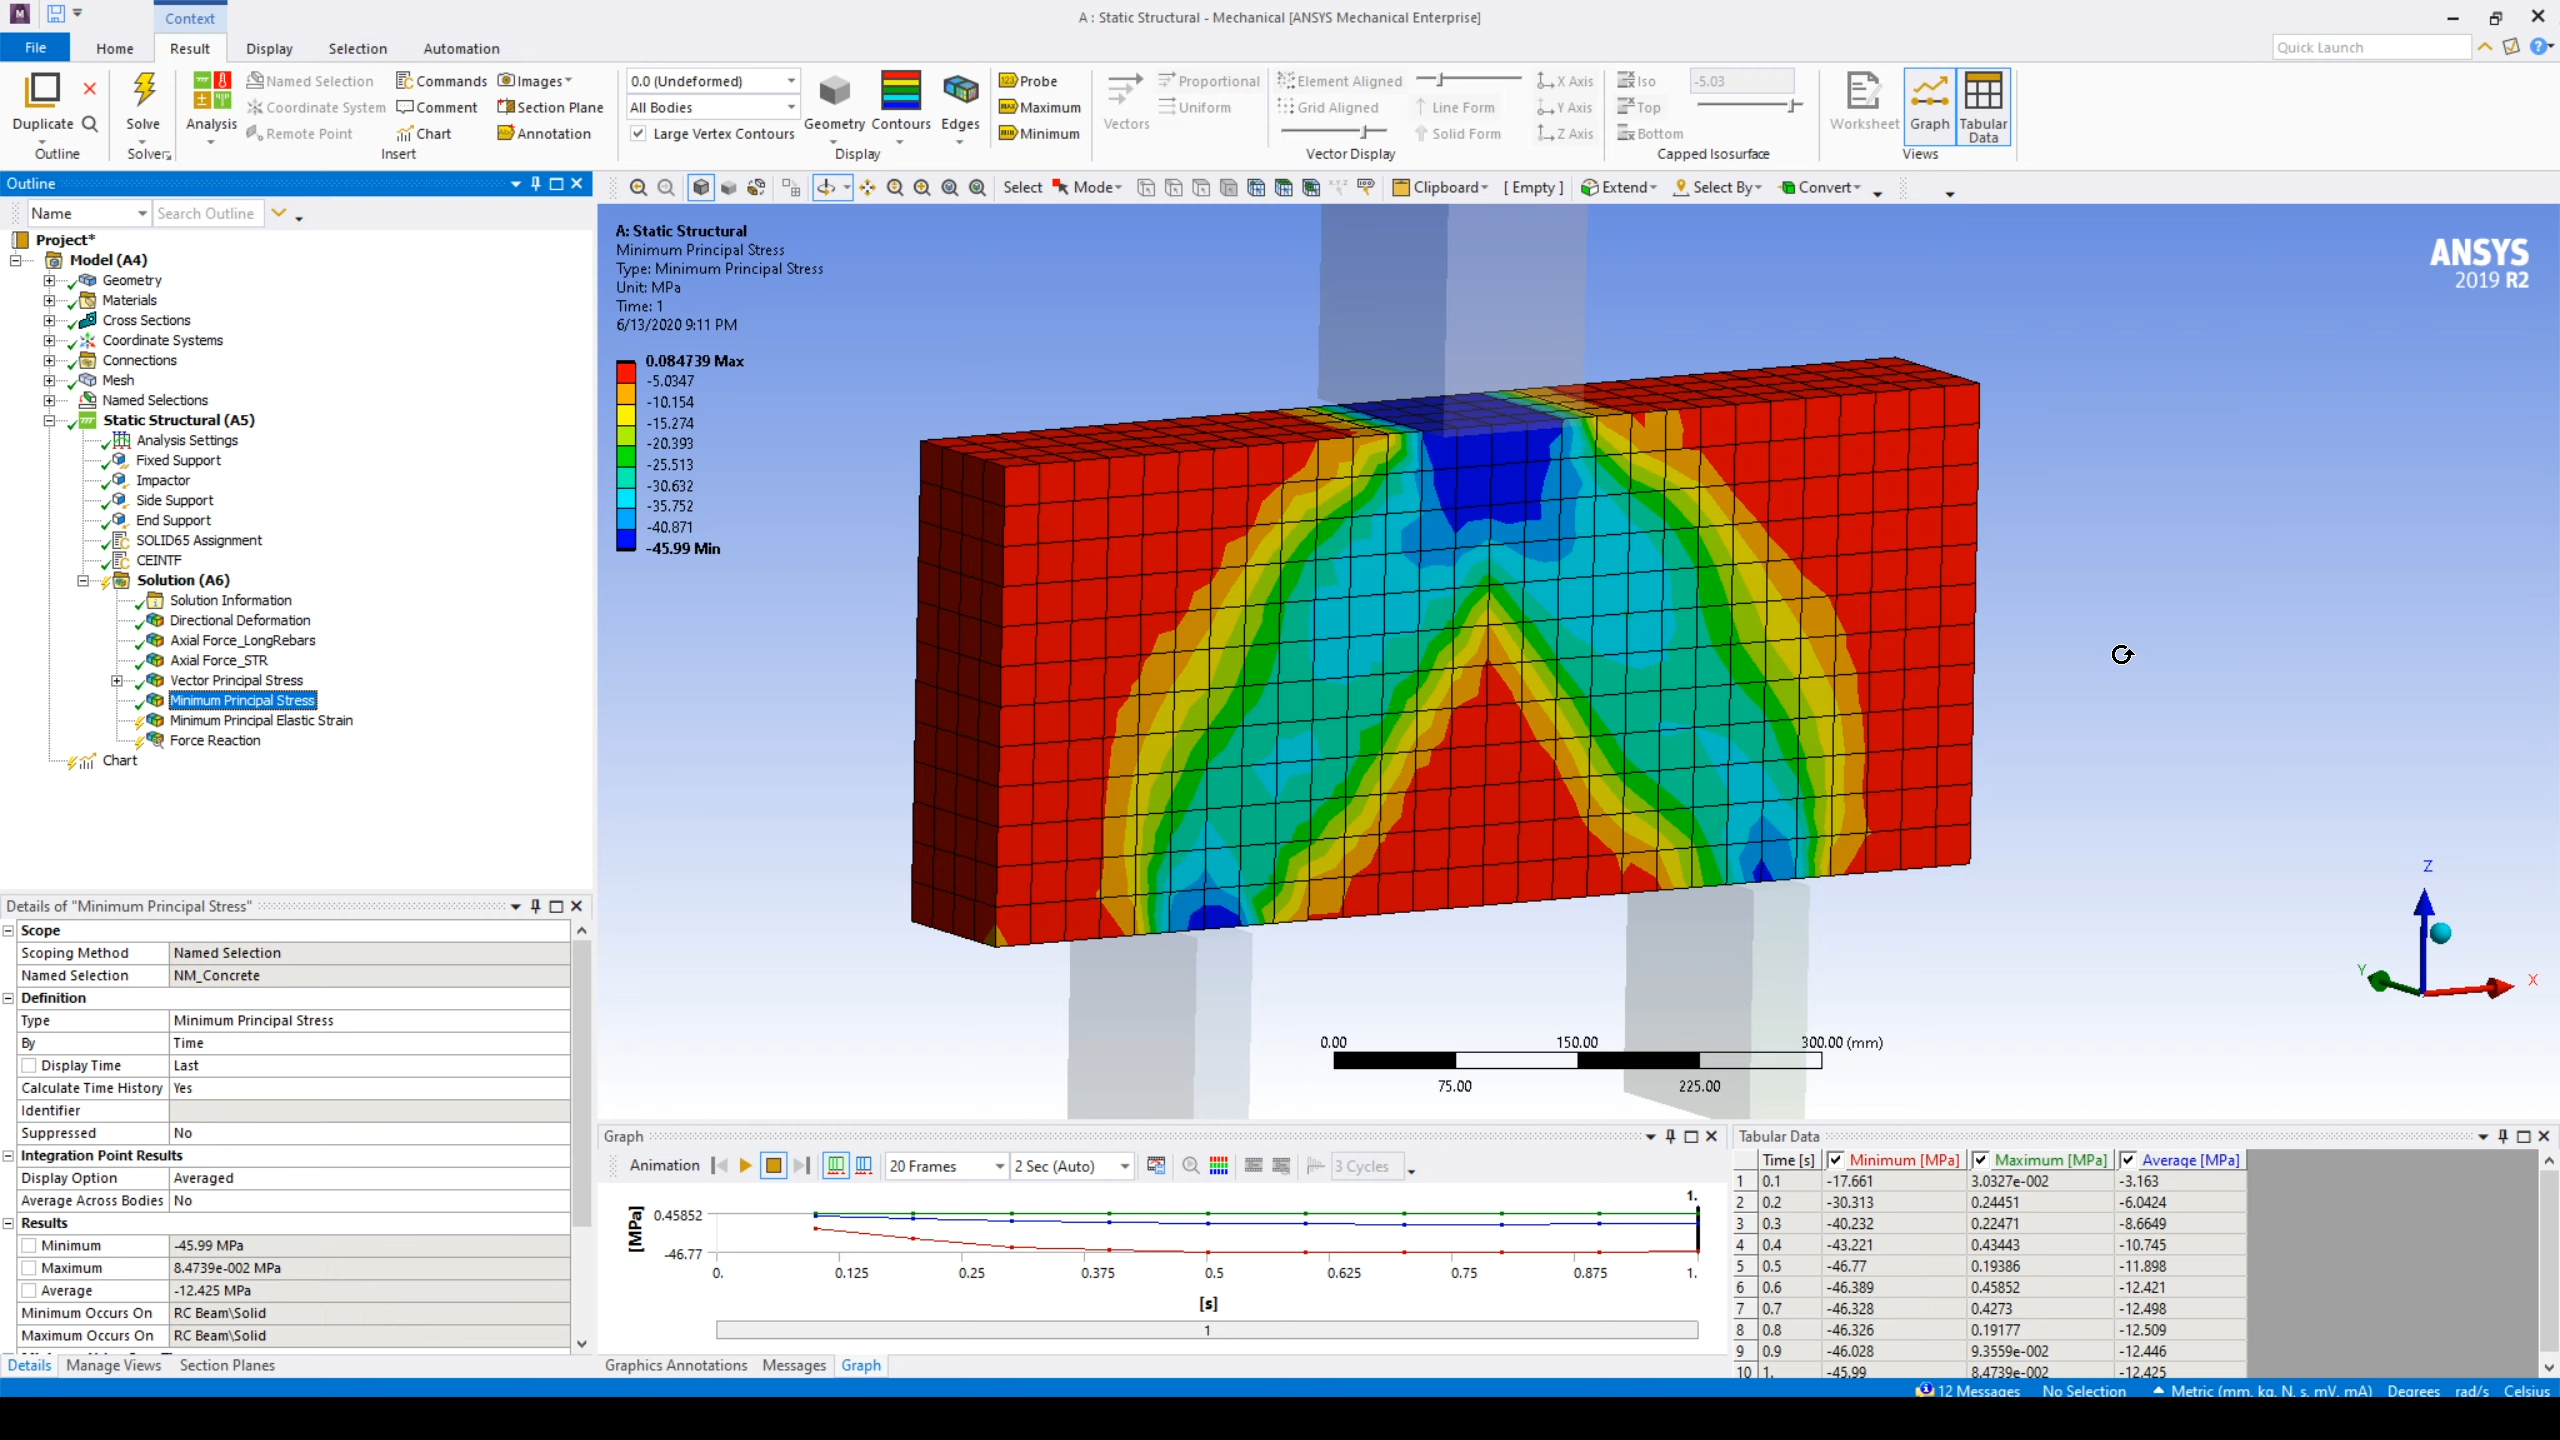 Context
A : Static Structural - Mechanical [ANSYS Mechanical Enterprise]
File Home Result Display Selection Automation
Quick Launch
Duplicate
Outline
Solve
Solver
Analysis
Named Selection
Coordinate System
Remote Point
Commands
Comment
Chart
Images
Section Plane
Annotation
Insert
0.0 (Undeformed)
All Bodies
Large Vertex Contours
Geometry Contours Edges
Display
Probe
Maximum
Minimum
Vectors
Proportional
Uniform
Element Aligned
Grid Aligned
Line Form
Solid Form
X Axis
Y Axis
Z Axis
Vector Display
Iso
Top
Bottom
-5.03
Capped Isosurface
Worksheet Graph Tabular Data
Views
Outline
Name Search Outline
Select Mode Clipboard [ Empty ] Extend Select By Convert
Project*
Model (A4)
Geometry
Materials
Cross Sections
Coordinate Systems
Connections
Mesh
Named Selections
Static Structural (A5)
Analysis Settings
Fixed Support
Impactor
Side Support
End Support
SOLID65 Assignment
CEINTF
Solution (A6)
Solution Information
Directional Deformation
Axial Force_LongRebars
Axial Force_STR
Vector Principal Stress
Minimum Principal Stress
Minimum Principal Elastic Strain
Force Reaction
Chart
A: Static Structural
Minimum Principal Stress
Type: Minimum Principal Stress
Unit: MPa
Time: 1
6/13/2020 9:11 PM
0.084739 Max
-5.0347
-10.154
-15.274
-20.393
-25.513
-30.632
-35.752
-40.871
-45.99 Min
ANSYS
2019 R2
Z
Y
X
0.00 150.00 300.00 (mm)
75.00 225.00
Details of "Minimum Principal Stress"
Scope
Scoping Method Named Selection
Named Selection NM_Concrete
Definition
Type Minimum Principal Stress
By Time
Display Time Last
Calculate Time History Yes
Identifier
Suppressed No
Integration Point Results
Display Option Averaged
Average Across Bodies No
Results
Minimum -45.99 MPa
Maximum 8.4739e-002 MPa
Average -12.425 MPa
Minimum Occurs On RC Beam\Solid
Maximum Occurs On RC Beam\Solid
Details Manage Views Section Planes
Graph
Animation 20 Frames 2 Sec (Auto) 3 Cycles
1.
[MPa]
0.45852
-46.77
0. 0.125 0.25 0.375 0.5 0.625 0.75 0.875 1.
[s]
1
Graphics Annotations Messages Graph
Tabular Data
Time [s] Minimum [MPa] Maximum [MPa] Average [MPa]
1 0.1 -17.661 3.0327e-002 -3.163
2 0.2 -30.313 0.24451 -6.0424
3 0.3 -40.232 0.22471 -8.6649
4 0.4 -43.221 0.43443 -10.745
5 0.5 -46.77 0.19386 -11.898
6 0.6 -46.389 0.45852 -12.421
7 0.7 -46.328 0.4273 -12.498
8 0.8 -46.326 0.19177 -12.509
9 0.9 -46.028 9.3559e-002 -12.446
10 1. -45.99 8.4739e-002 -12.425
12 Messages No Selection Metric (mm, kg, N, s, mV, mA) Degrees rad/s Celsius